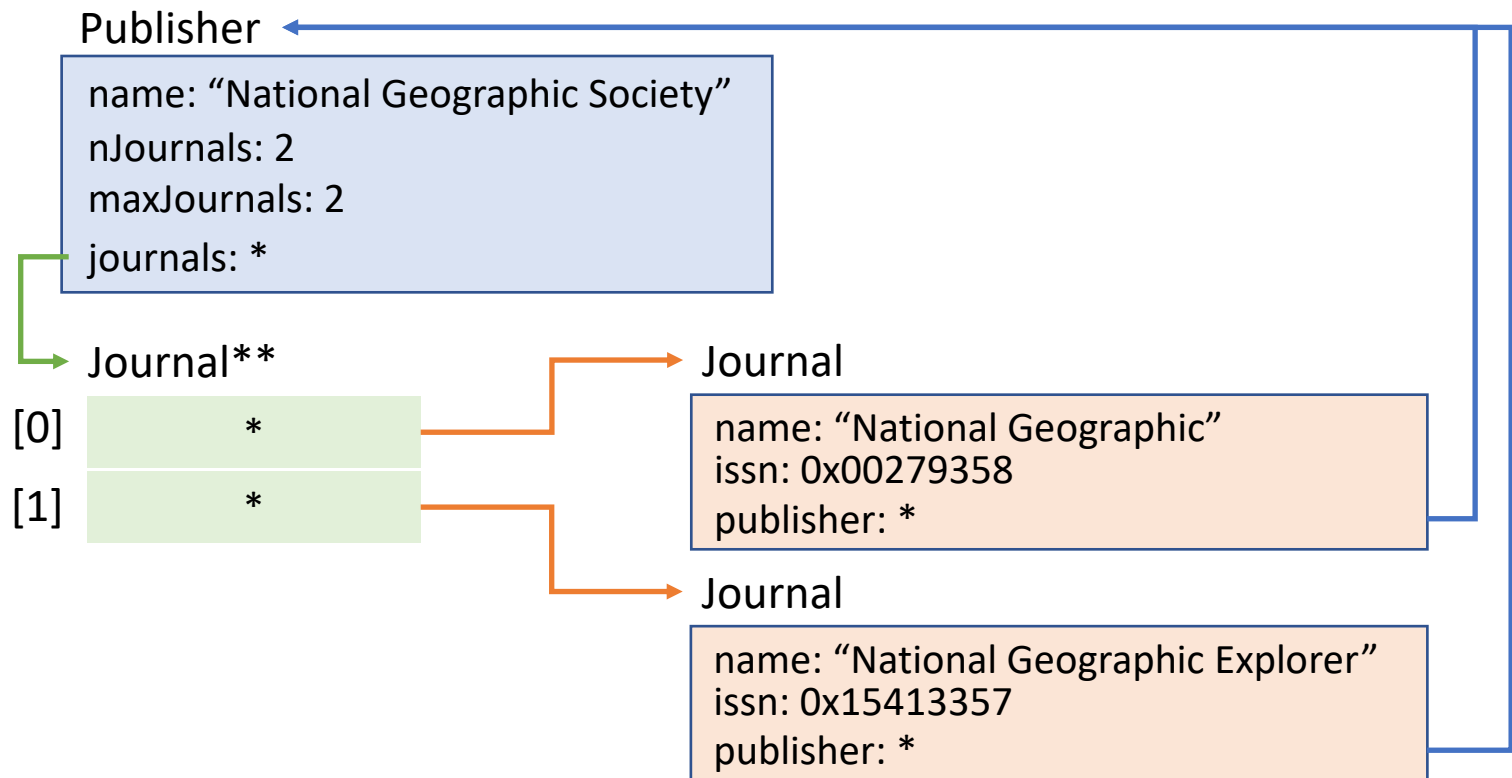 Publisher
name: “National Geographic Society”
nJournals: 2
maxJournals: 2
journals: *
Journal**
[0] *
[1] *
Journal
name: “National Geographic”
issn: 0x00279358
publisher: *
Journal
name: “National Geographic Explorer”
issn: 0x15413357
publisher: *